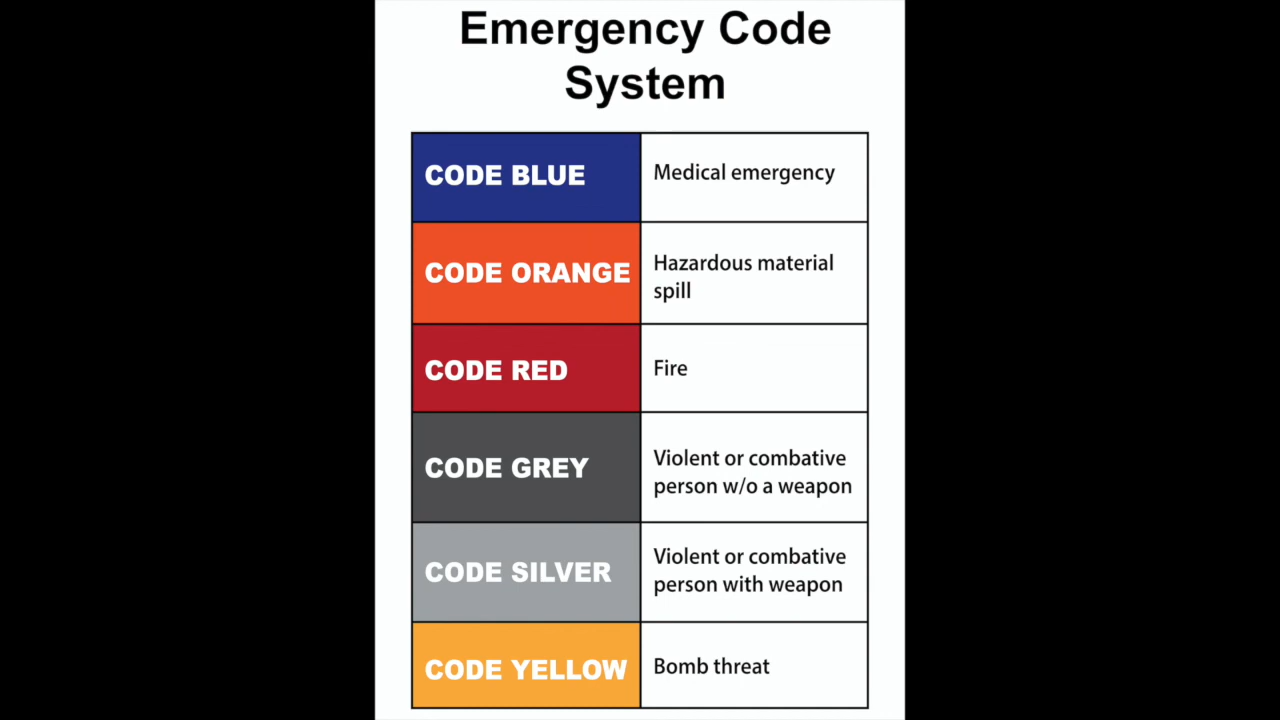 Emergency Code
System
CODE BLUE
Medical emergency
CODE ORANGE
Hazardous material
spill
CODE RED
Fire
CODE GREY
Violent or combative
person w/o a weapon
CODE SILVER
Violent or combative
person with weapon
CODE YELLOW
Bomb threat